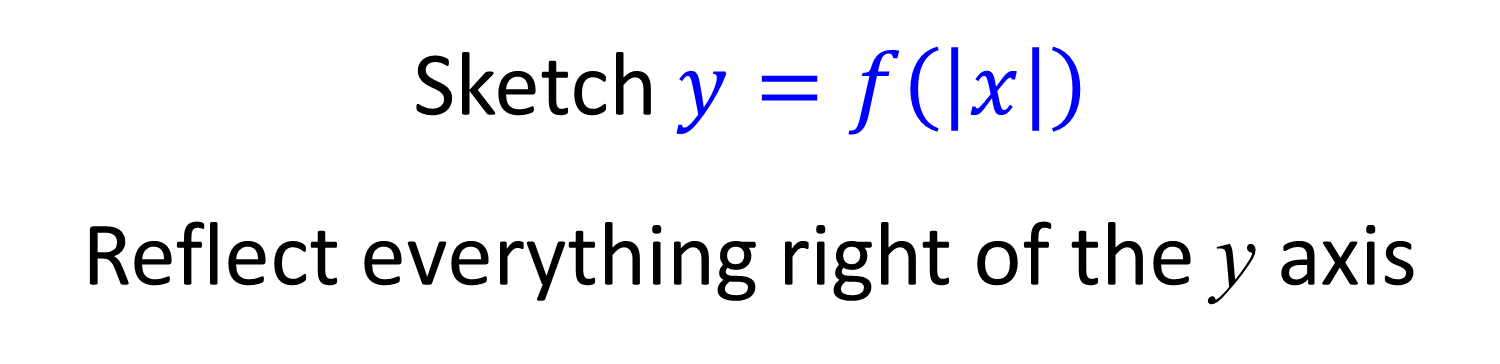 Sketch y = f(|x|)
Reflect everything right of the y axis